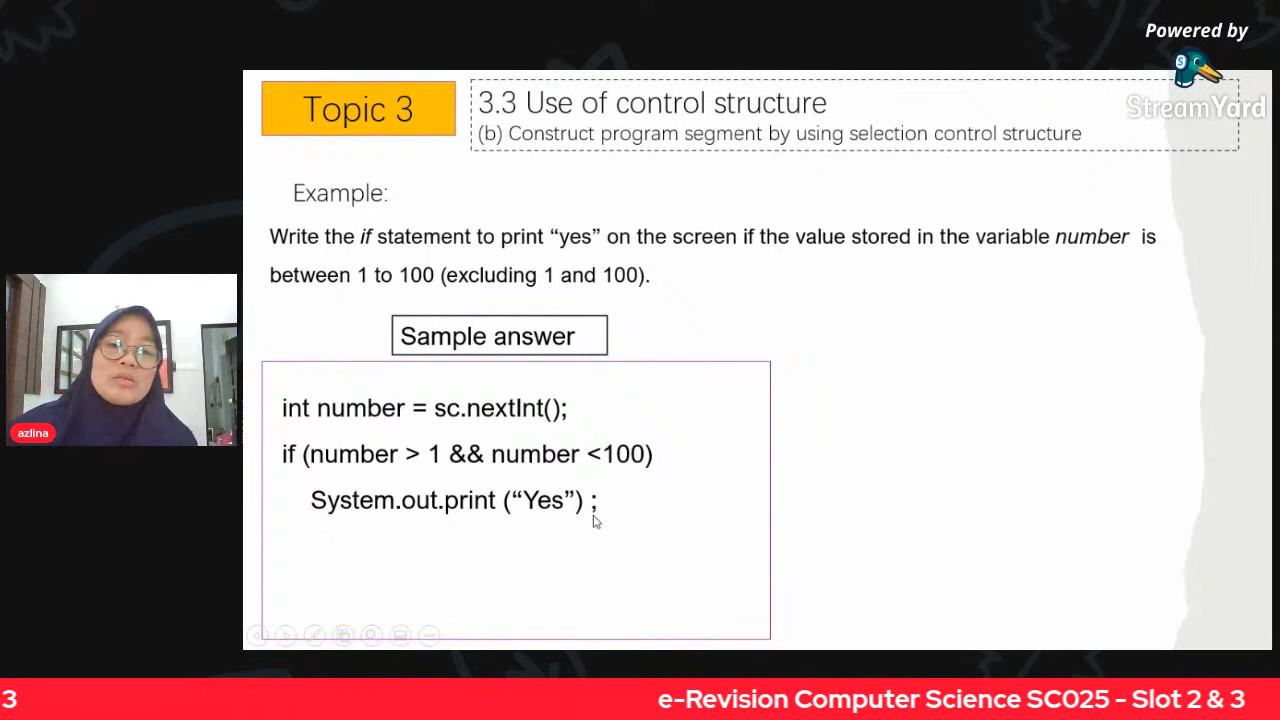 Powered by
StreamYard
Topic 3
3.3 Use of control structure
(b) Construct program segment by using selection control structure
Example:
Write the if statement to print “yes” on the screen if the value stored in the variable number is
between 1 to 100 (excluding 1 and 100).
Sample answer
int number = sc.nextInt();
if (number > 1 && number <100)
System.out.print (“Yes”) ;
azlina
3
e-Revision Computer Science SC025 - Slot 2 & 3